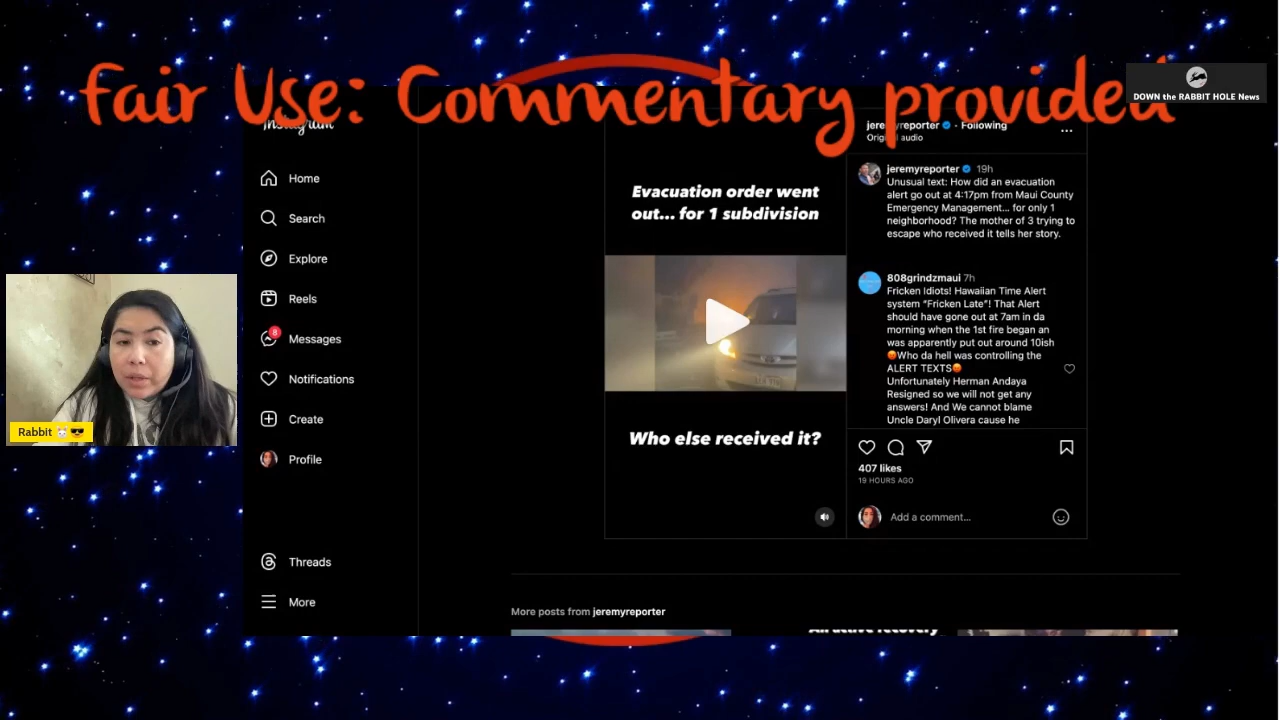 Fair Use: Commentary provided
DOWN the RABBIT HOLE News
Instagram
Home
Search
Explore
Reels
8
Messages
Notifications
Create
Profile
Threads
More
Rabbit
Evacuation order went
out... for 1 subdivision
Who else received it?
jeremyreporter • Following
Original audio
jeremyreporter 19h
Unusual text: How did an evacuation
alert go out at 4:17pm from Maui County
Emergency Management... for only 1
neighborhood? The mother of 3 trying to
escape who received it tells her story.
808grindzmaui 7h
Fricken Idiots! Hawaiian Time Alert
system "Fricken Late"! That Alert
should have gone out at 7am in da
morning when the 1st fire began an
was apparently put out around 10ish
😡Who da hell was controlling the
ALERT TEXTS😡
Unfortunately Herman Andaya
Resigned so we will not get any
answers! And We cannot blame
Uncle Daryl Olivera cause he
407 likes
19 HOURS AGO
Add a comment...
More posts from jeremyreporter